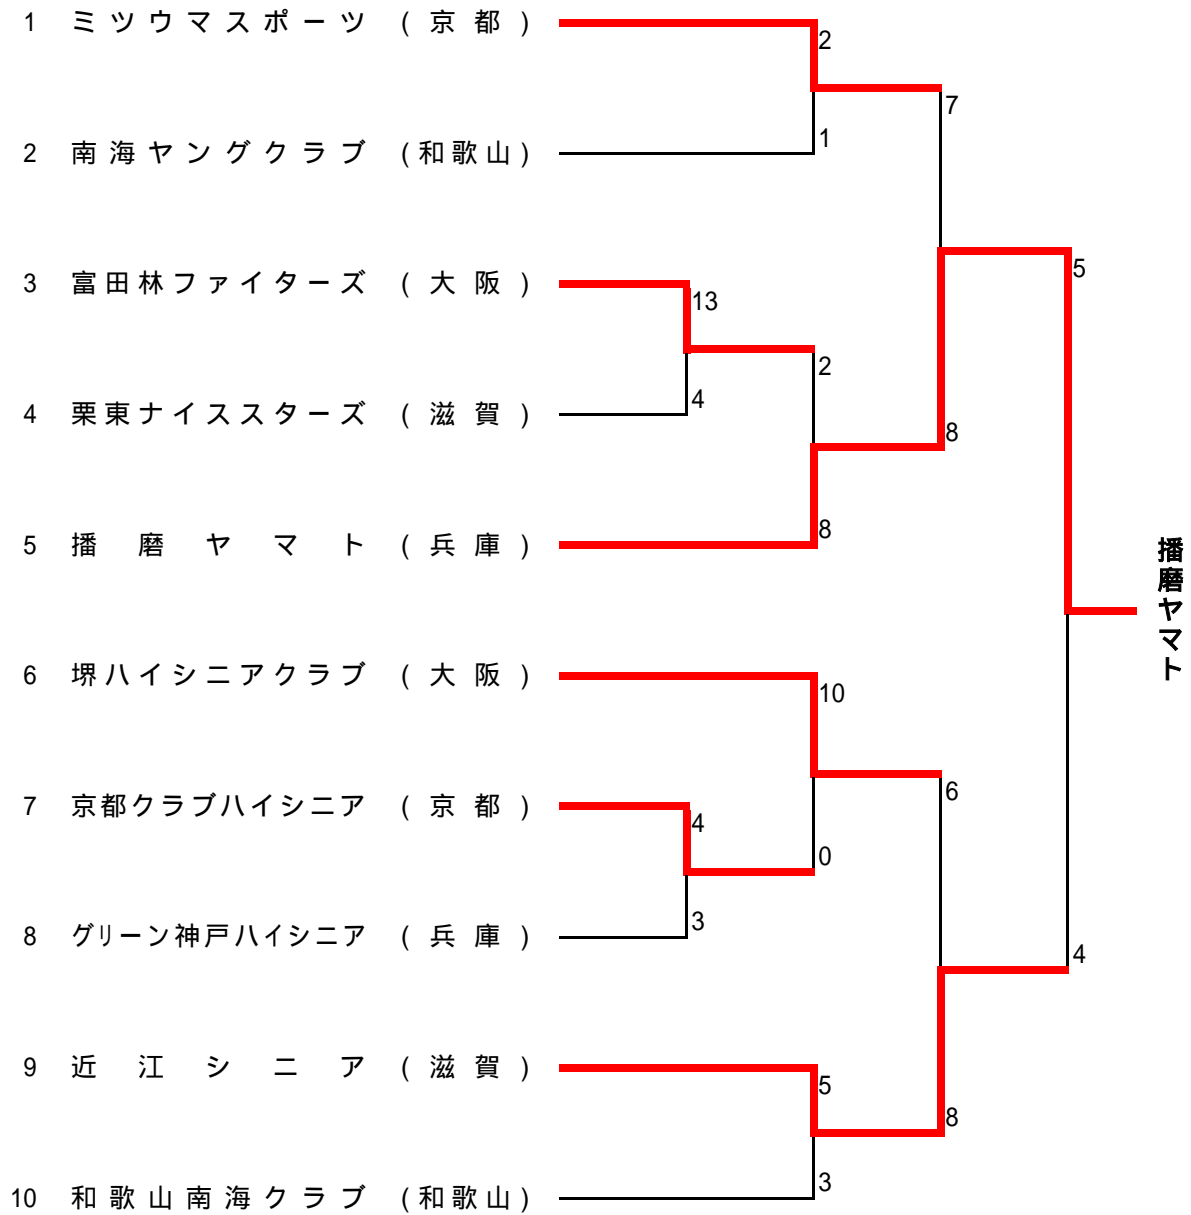 1 ミツウマスポーツ (京都)
2
7
2 南海ヤングクラブ (和歌山)
1
3 富田林ファイターズ (大阪)
13
5
2
4 栗東ナイススターズ (滋賀)
4
8
5 播磨ヤマト (兵庫)
8
播磨ヤマト
6 堺ハイシニアクラブ (大阪)
10
6
7 京都クラブハイシニア (京都)
4
0
8 グリーン神戸ハイシニア (兵庫)
3
4
9 近江シニア (滋賀)
5
8
10 和歌山南海クラブ (和歌山)
3